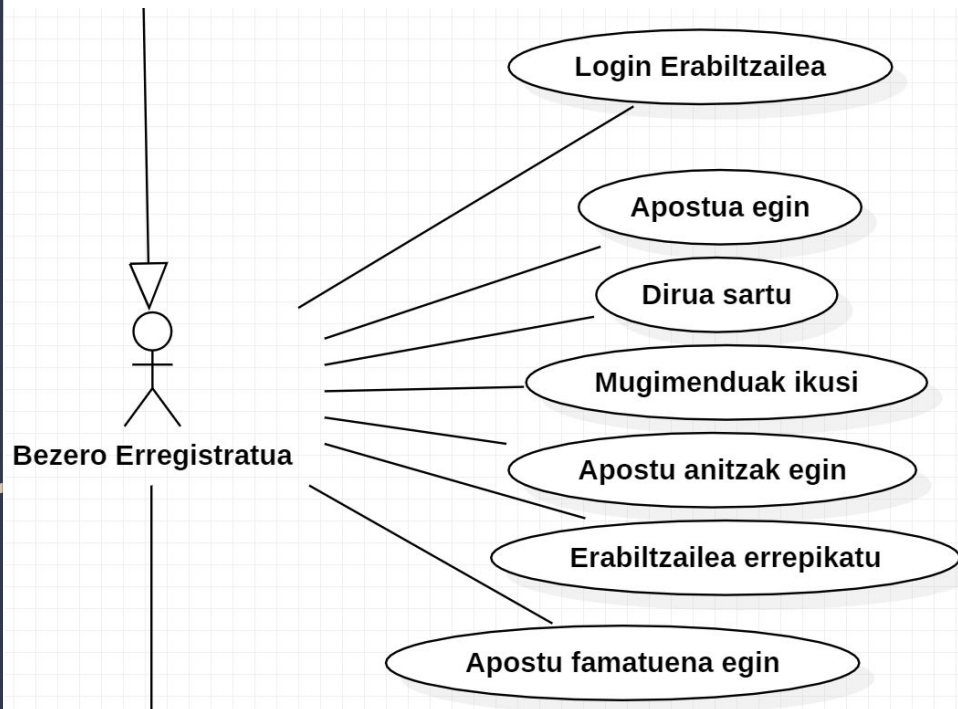 Login Erabiltzailea
Apostua egin
Dirua sartu
Mugimenduak ikusi
Bezero Erregistratua
Apostu anitzak egin
Erabiltzailea errepikatu
Apostu famatuena egin